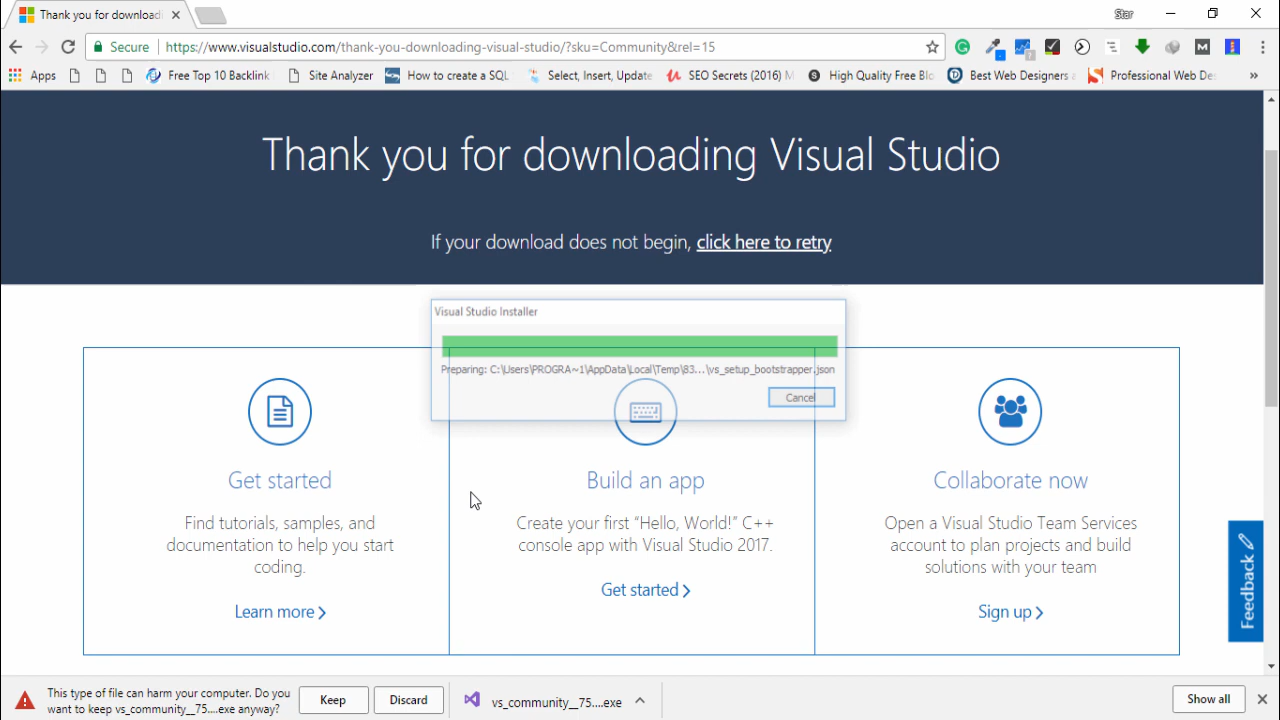 Thank you for downloadi
Star
Secure
https://www.visualstudio.com/thank-you-downloading-visual-studio/?sku=Community&rel=15
Apps
Free Top 10 Backlink
Site Analyzer
How to create a SQL
Select, Insert, Update
SEO Secrets (2016)
High Quality Free Blo
Best Web Designers
Professional Web De
Thank you for downloading Visual Studio
If your download does not begin, click here to retry
Visual Studio Installer
Preparing: C:\Users\PROGRA~1\AppData\Local\Temp\83...\vs_setup_bootstrapper.json
Cancel
Get started
Find tutorials, samples, and
documentation to help you start
coding.
Learn more
Build an app
Create your first “Hello, World!” C++
console app with Visual Studio 2017.
Get started
Collaborate now
Open a Visual Studio Team Services
account to plan projects and build
solutions with your team
Sign up
Feedback
This type of file can harm your computer. Do you
want to keep vs_community__75....exe anyway?
Keep
Discard
vs_community__75....exe
Show all